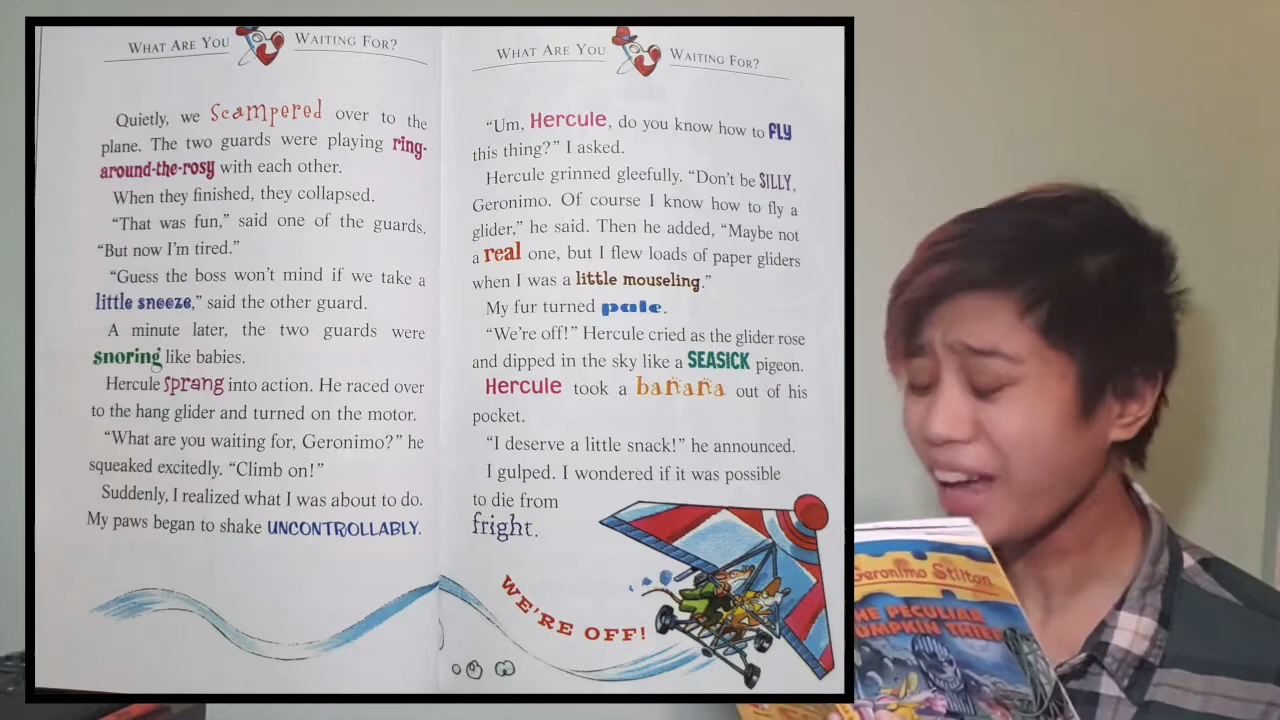 WHAT ARE YOU WAITING FOR?
Quietly, we scampered over to the
plane. The two guards were playing ring-
around-the-rosy with each other.
When they finished, they collapsed.
“That was fun,” said one of the guards.
“But now I’m tired.”
“Guess the boss won’t mind if we take a
little snooze,” said the other guard.
A minute later, the two guards were
snoring like babies.
Hercule sprang into action. He raced over
to the hang glider and turned on the motor.
“What are you waiting for, Geronimo?” he
squeaked excitedly. “Climb on!”
Suddenly, I realized what I was about to do.
My paws began to shake UNCONTROLLABLY.
WHAT ARE YOU WAITING FOR?
“Um, Hercule, do you know how to FLY
this thing?” I asked.
Hercule grinned gleefully. “Don’t be SILLY,
Geronimo. Of course I know how to fly a
glider,” he said. Then he added, “Maybe not
a real one, but I flew loads of paper gliders
when I was a little mouseling.”
My fur turned pale.
“We’re off!” Hercule cried as the glider rose
and dipped in the sky like a SEASICK pigeon.
Hercule took a banana out of his
pocket.
“I deserve a little snack!” he announced.
I gulped. I wondered if it was possible
to die from
fright.
WE’RE OFF!
Geronimo Stilton
THE PECULIAR
PUMPKIN THIEF